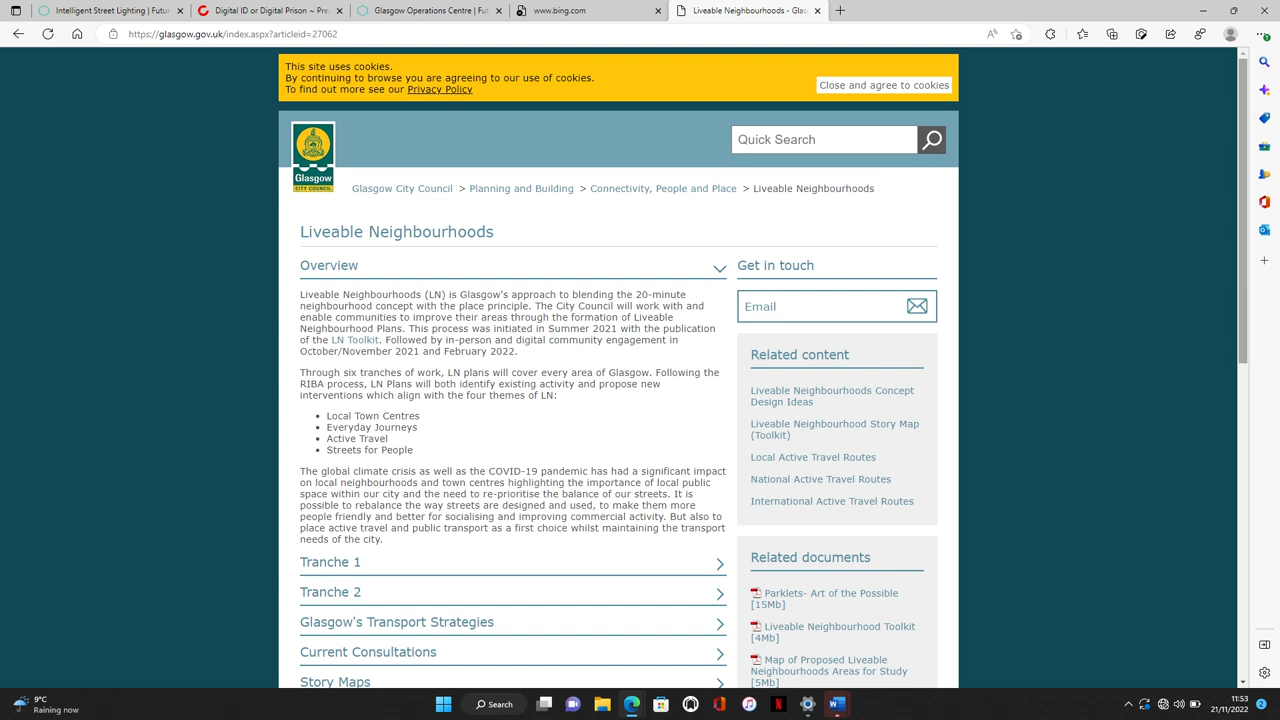 Intelligent Street Lighting | Futur
Digital ID or Digital Prison ~ Pre
Glasgow Operations Centre | Fut
www.bing.com
Liveable Neighbourhoods - Glas
https://glasgow.gov.uk/index.aspx?articleid=27062
This site uses cookies.
By continuing to browse you are agreeing to our use of cookies.
To find out more see our Privacy Policy
Close and agree to cookies
Glasgow
CITY COUNCIL
Quick Search
Glasgow City Council > Planning and Building > Connectivity, People and Place > Liveable Neighbourhoods
Liveable Neighbourhoods
Overview
Liveable Neighbourhoods (LN) is Glasgow's approach to blending the 20-minute
neighbourhood concept with the place principle. The City Council will work with and
enable communities to improve their areas through the formation of Liveable
Neighbourhood Plans. This process was initiated in Summer 2021 with the publication
of the LN Toolkit. Followed by in-person and digital community engagement in
October/November 2021 and February 2022.
Through six tranches of work, LN plans will cover every area of Glasgow. Following the
RIBA process, LN Plans will both identify existing activity and propose new
interventions which align with the four themes of LN:
• Local Town Centres
• Everyday Journeys
• Active Travel
• Streets for People
The global climate crisis as well as the COVID-19 pandemic has had a significant impact
on local neighbourhoods and town centres highlighting the importance of local public
space within our city and the need to re-prioritise the balance of our streets. It is
possible to rebalance the way streets are designed and used, to make them more
people friendly and better for socialising and improving commercial activity. But also to
place active travel and public transport as a first choice whilst maintaining the transport
needs of the city.
Tranche 1
Tranche 2
Glasgow's Transport Strategies
Current Consultations
Story Maps
Get in touch
Email
Related content
Liveable Neighbourhoods Concept
Design Ideas
Liveable Neighbourhood Story Map
(Toolkit)
Local Active Travel Routes
National Active Travel Routes
International Active Travel Routes
Related documents
Parklets- Art of the Possible
[15Mb]
Liveable Neighbourhood Toolkit
[4Mb]
Map of Proposed Liveable
Neighbourhoods Areas for Study
[5Mb]
9°C
Raining now
Search
11:53
21/11/2022
2